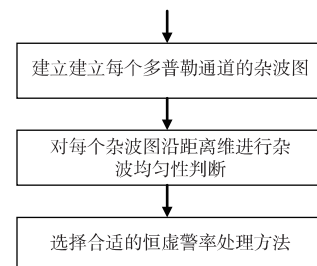 建立建立每个多普勒通道的杂波图
对每个杂波图沿距离维进行杂
波均匀性判断
选择合适的恒虚警率处理方法